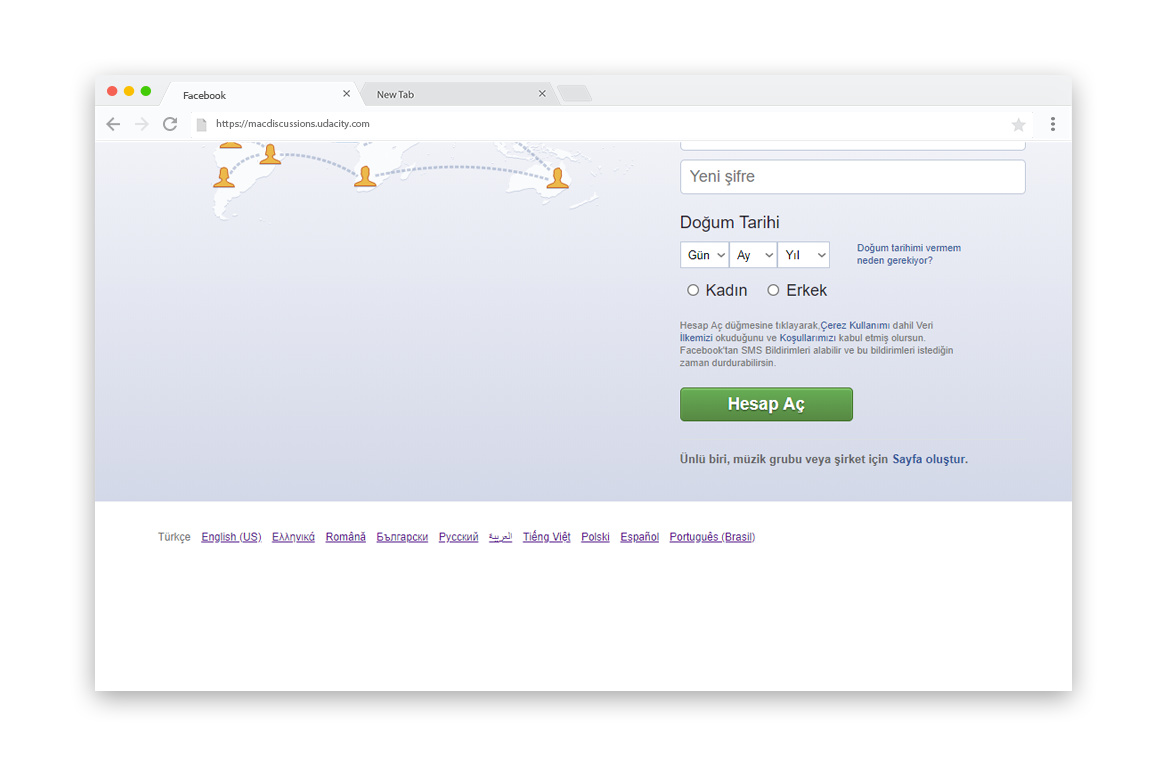 Facebook
New Tab
https://macdiscussions.udacity.com
Yeni şifre
Doğum Tarihi
Gün Ay Yıl
Doğum tarihimi vermem
neden gerekiyor?
Kadın Erkek
Hesap Aç düğmesine tıklayarak,Çerez Kullanımı dahil Veri
İlkemizi okuduğunu ve Koşullarımızı kabul etmiş olursun.
Facebook'tan SMS Bildirimleri alabilir ve bu bildirimleri istediğin
zaman durdurabilirsin.
Hesap Aç
Ünlü biri, müzik grubu veya şirket için Sayfa oluştur.
Türkçe English (US) Ελληνικά Română Български Русский العربية Tiếng Việt Polski Español Português (Brasil)